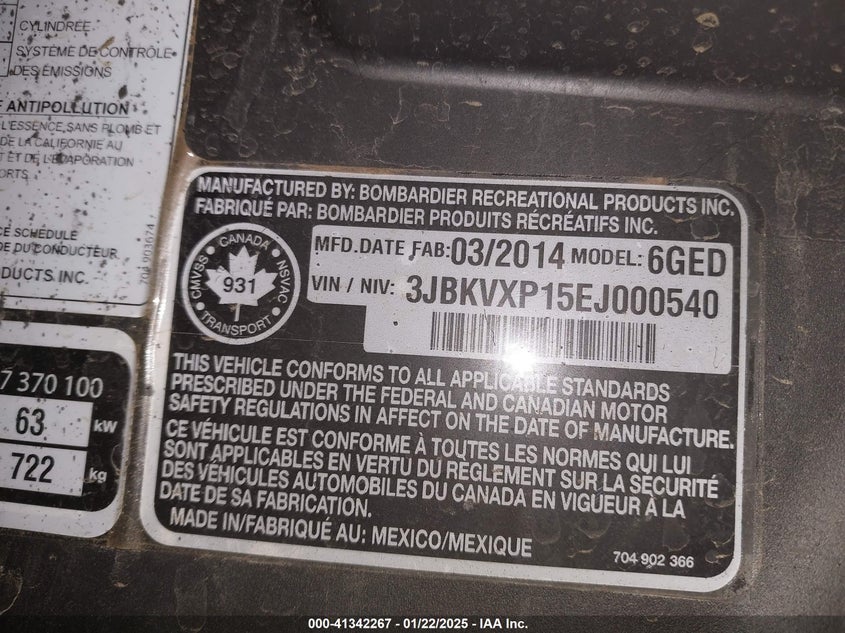 CYLINDRÉE
SYSTÈME DE CONTRÔLE
DES ÉMISSIONS
F ANTIPOLLUTION
L'ESSENCE SANS PLOMB ET
DE LA CALIFORNIE AU
T ET DE L'ÉVAPORATION
ORTS.
CE SCHEDULE
DE DU CONDUCTEUR
ODUCTS INC.
704 903674
7 370 100
63 kW
722 kg
MANUFACTURED BY: BOMBARDIER RECREATIONAL PRODUCTS INC.
FABRIQUÉ PAR: BOMBARDIER PRODUITS RÉCRÉATIFS INC.
CANADA
CMVSS NSVAC
931
TRANSPORT
MFD.DATE FAB:03/2014 MODEL: 6GED
VIN / NIV: 3JBKVXP15EJ000540
THIS VEHICLE CONFORMS TO ALL APPLICABLE STANDARDS
PRESCRIBED UNDER THE FEDERAL AND CANADIAN MOTOR
SAFETY REGULATIONS IN AFFECT ON THE DATE OF MANUFACTURE.
CE VÉHICULE EST CONFORME À TOUTES LES NORMES QUI LUI
SONT APPLICABLES EN VERTU DU RÈGLEMENT SUR LA SÉCURITÉ
DES VÉHICULES AUTOMOBILES DU CANADA EN VIGUEUR À LA
DATE DE SA FABRICATION.
MADE IN/FABRIQUÉ AU: MEXICO/MEXIQUE
704 902 366
000-41342267 - 01/22/2025 - IAA Inc.